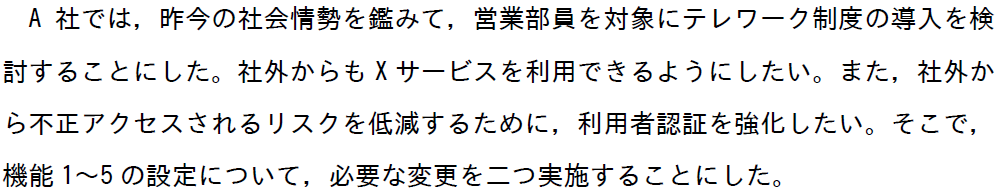 A 社では，昨今の社会情勢を鑑みて，営業部員を対象にテレワーク制度の導入を検
討することにした。社外からも X サービスを利用できるようにしたい。また，社外か
ら不正アクセスされるリスクを低減するために，利用者認証を強化したい。そこで，
機能 1～5 の設定について，必要な変更を二つ実施することにした。